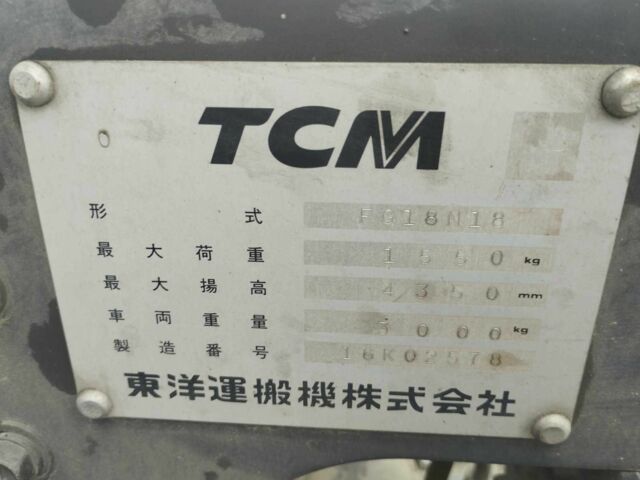 TCM
形式 FG18N18
最大荷重 1550 kg
最大揚高 4350 mm
車両重量 3000 kg
製造番号 16K02578
東洋運搬機株式会社